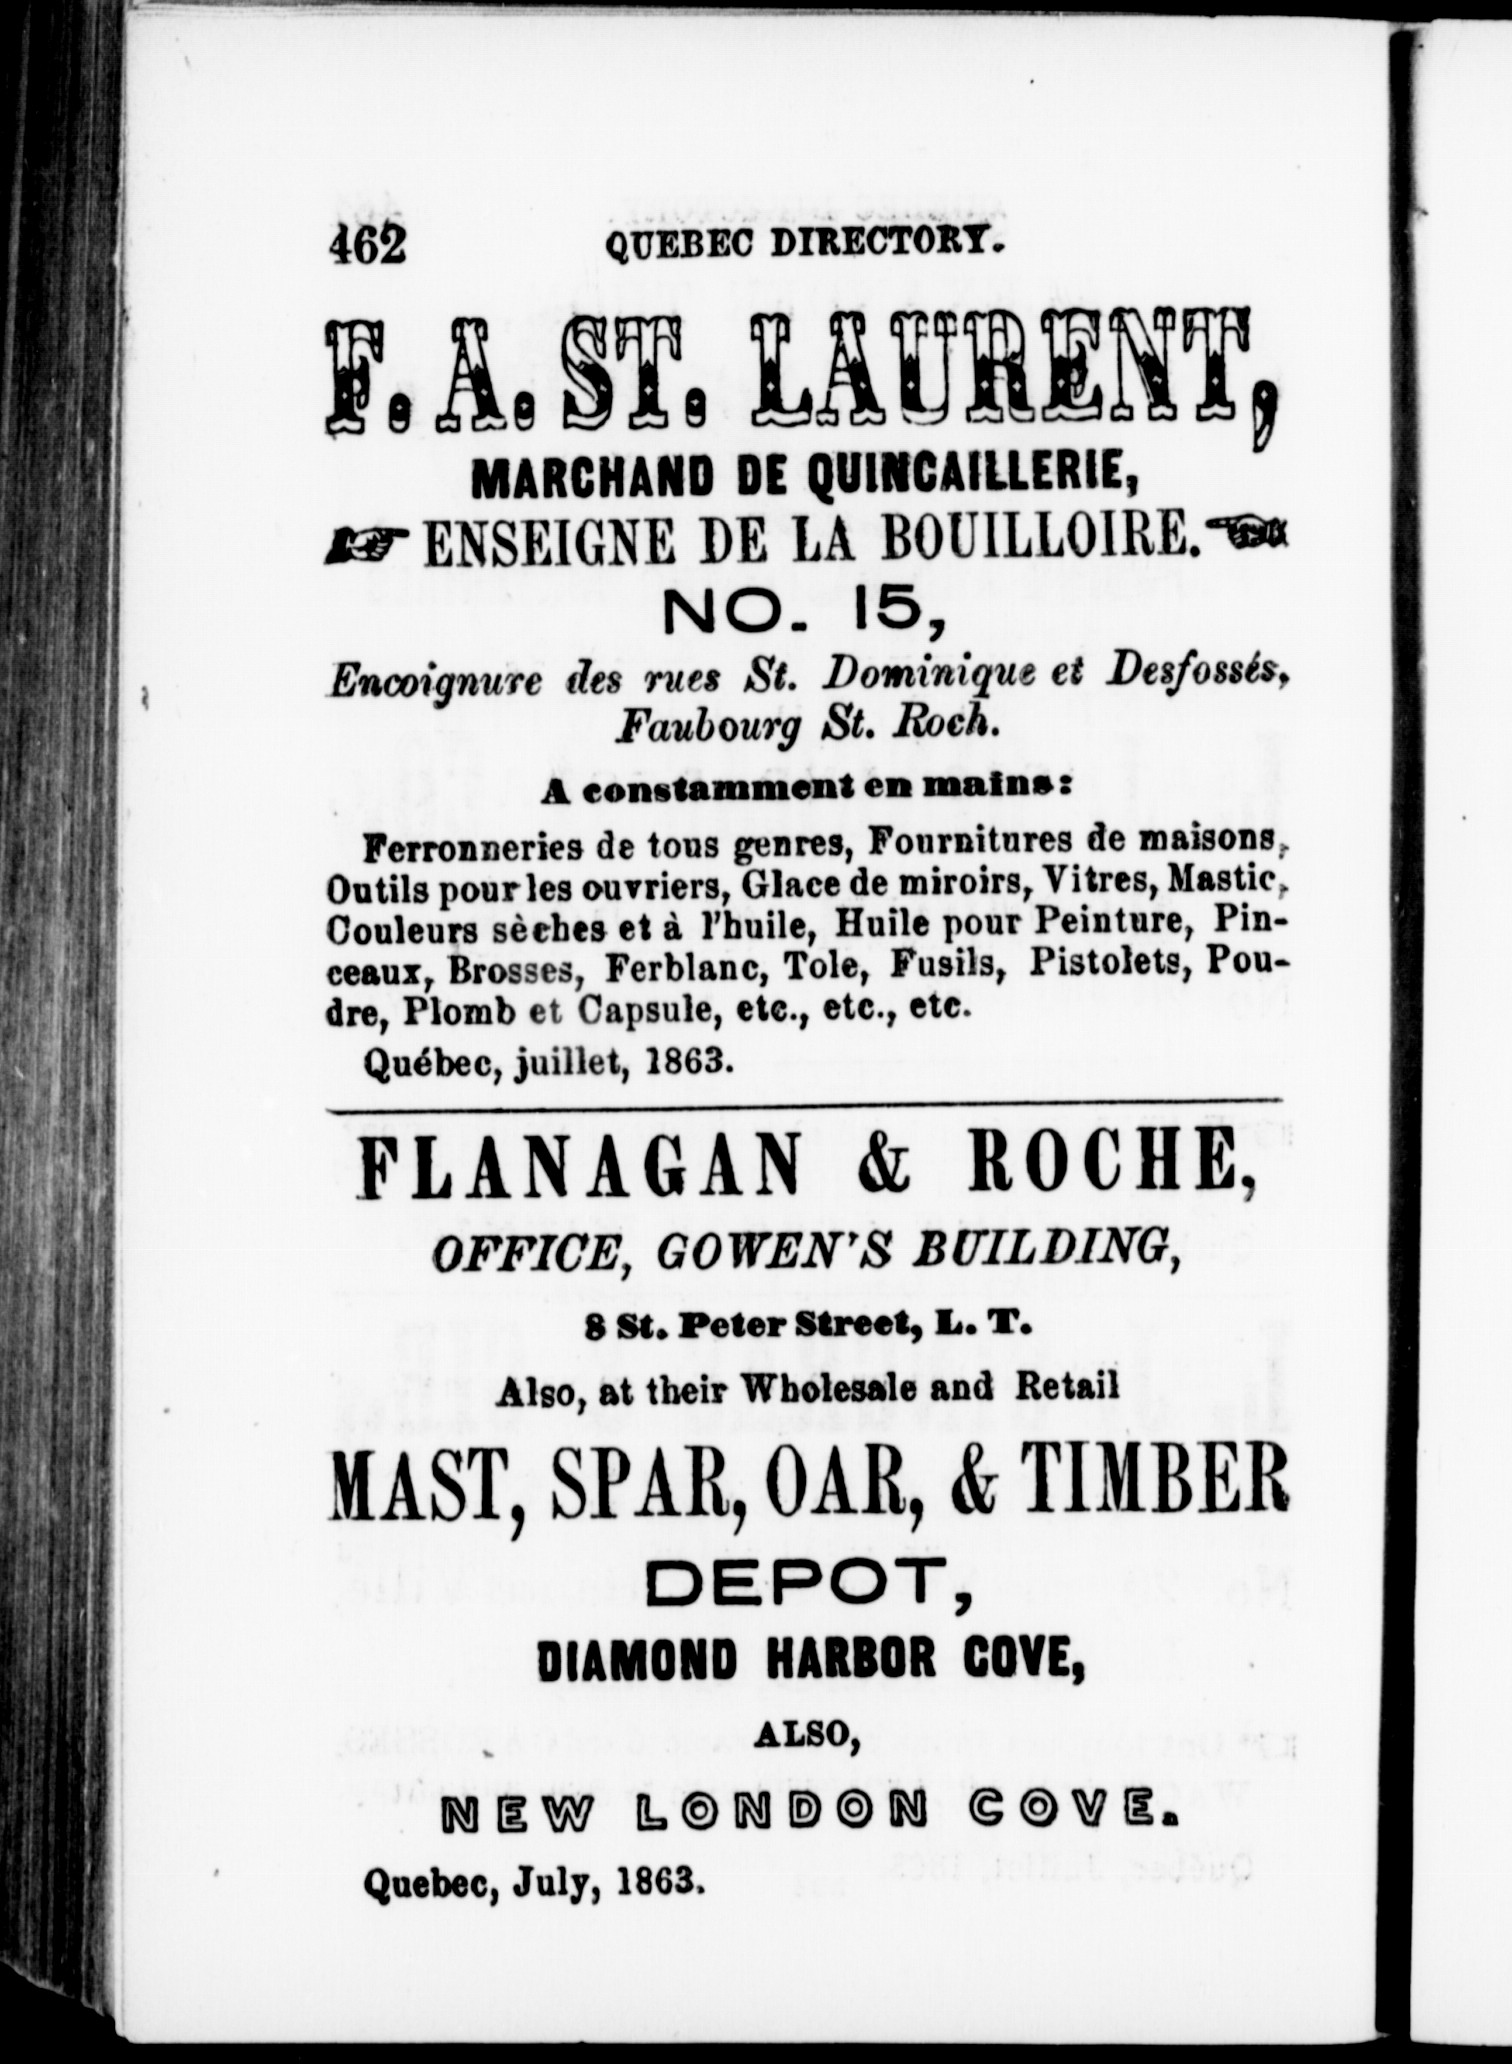 462 QUEBEC DIRECTORY.
F. A. ST. LAURENT,
MARCHAND DE QUINCAILLERIE,
☞ ENSEIGNE DE LA BOUILLOIRE. ☜
NO. 15,
Encoignure des rues St. Dominique et Desfossés,
Faubourg St. Roch.
A constamment en mains:
Ferronneries de tous genres, Fournitures de maisons,
Outils pour les ouvriers, Glace de miroirs, Vitres, Mastic,
Couleurs sèches et à l'huile, Huile pour Peinture, Pin-
ceaux, Brosses, Ferblanc, Tole, Fusils, Pistolets, Pou-
dre, Plomb et Capsule, etc., etc., etc.
Québec, juillet, 1863.
FLANAGAN & ROCHE,
OFFICE, GOWEN'S BUILDING,
8 St. Peter Street, L. T.
Also, at their Wholesale and Retail
MAST, SPAR, OAR, & TIMBER
DEPOT,
DIAMOND HARBOR COVE,
ALSO,
NEW LONDON COVE.
Quebec, July, 1863.